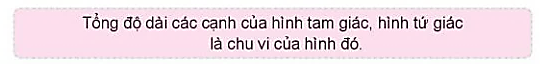 Tổng độ dài các cạnh của hình tam giác, hình tứ giác
là chu vi của hình đó.